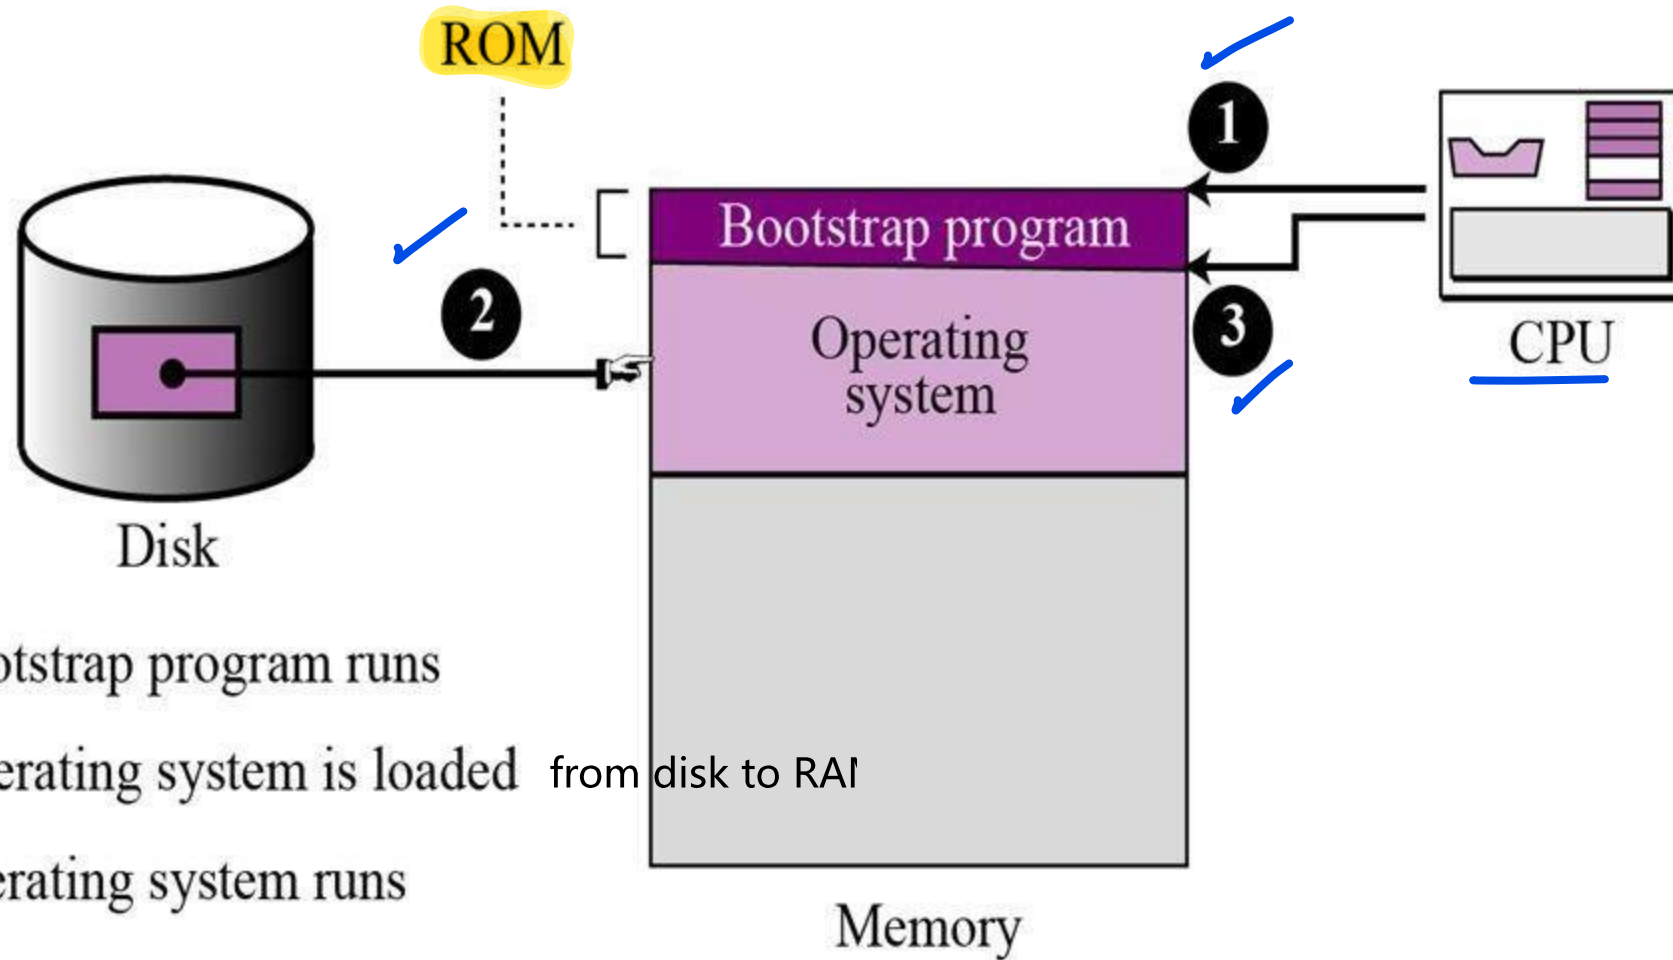 ROM
1
Bootstrap program
2
Operating
system
3
CPU
Disk
otstrap program runs
erating system is loaded from disk to RAM
erating system runs
Memory